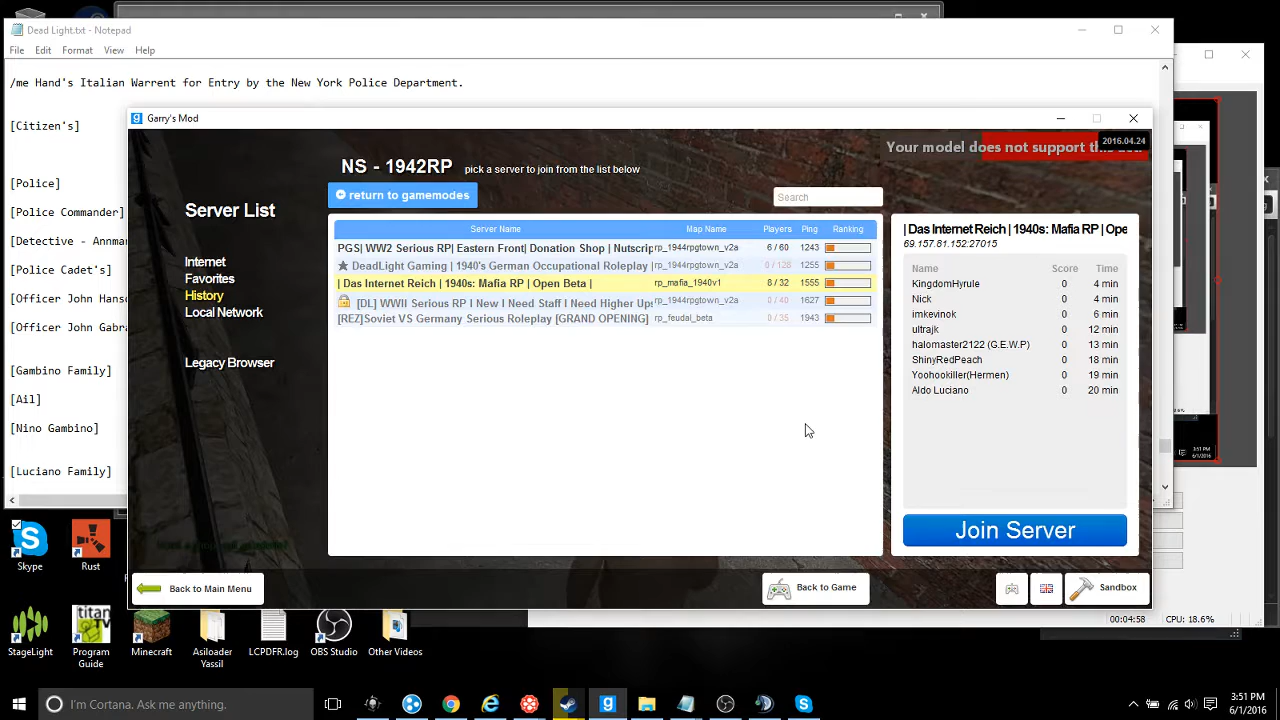 Dead Light.txt - Notepad
File Edit Format View Help
/me Hand's Italian Warrent for Entry by the New York Police Department.
[Citizen's]
[Police]
[Police Commander]
[Detective - Annmar
[Police Cadet's]
[Officer John Hanso
[Officer John Gabra
[Gambino Family]
[Ail]
[Nino Gambino]
[Luciano Family]
Garry's Mod
Your model does not support this
2016.04.24
NS - 1942RP pick a server to join from the list below
return to gamemodes
Search
Server List
Internet
Favorites
History
Local Network
Legacy Browser
Server Name Map Name Players Ping Ranking
PGS| WW2 Serious RP| Eastern Front| Donation Shop | Nutscrip rp_1944rpgtown_v2a 6 / 60 1243
DeadLight Gaming | 1940's German Occupational Roleplay | rp_1944rpgtown_v2a 0 / 128 1255
| Das Internet Reich | 1940s: Mafia RP | Open Beta | rp_mafia_1940v1 8 / 32 1555
[DL] WWII Serious RP I New I Need Staff I Need Higher Ups rp_1944rpgtown_v2a 0 / 40 1627
[REZ]Soviet VS Germany Serious Roleplay [GRAND OPENING] rp_feudal_beta 0 / 35 1943
| Das Internet Reich | 1940s: Mafia RP | Ope
69.157.81.152:27015
Name Score Time
KingdomHyrule 0 4 min
Nick 0 4 min
imkevinok 0 6 min
ultrajk 0 12 min
halomaster2122 (G.E.W.P) 0 13 min
ShinyRedPeach 0 18 min
Yoohookiller(Hermen) 0 19 min
Aldo Luciano 0 20 min
Join Server
Back to Main Menu
Back to Game
Sandbox
00:04:58 CPU: 18.6%
3:51 PM
6/1/2016
Skype
Rust
StageLight
titan
Program Guide
Minecraft
Asiloader Yassil
LCPDFR.log
OBS Studio
Other Videos
I'm Cortana. Ask me anything.
3:51 PM
6/1/2016